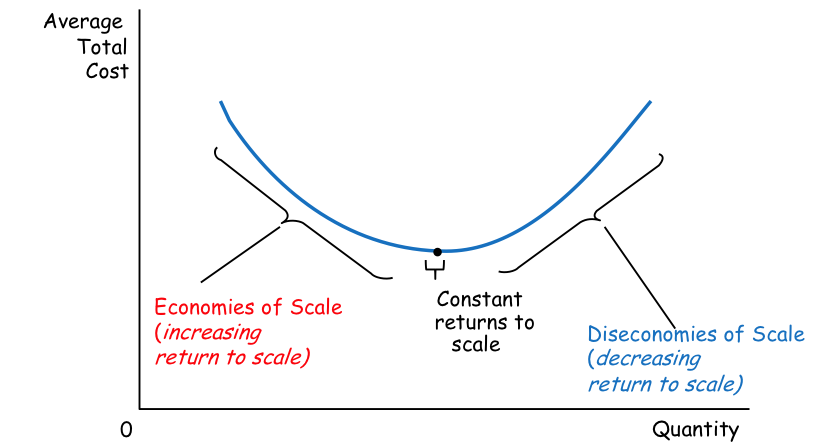 Average
Total
Cost
Economies of Scale
(increasing
return to scale)
Constant
returns to
scale
Diseconomies of Scale
(decreasing
return to scale)
0
Quantity